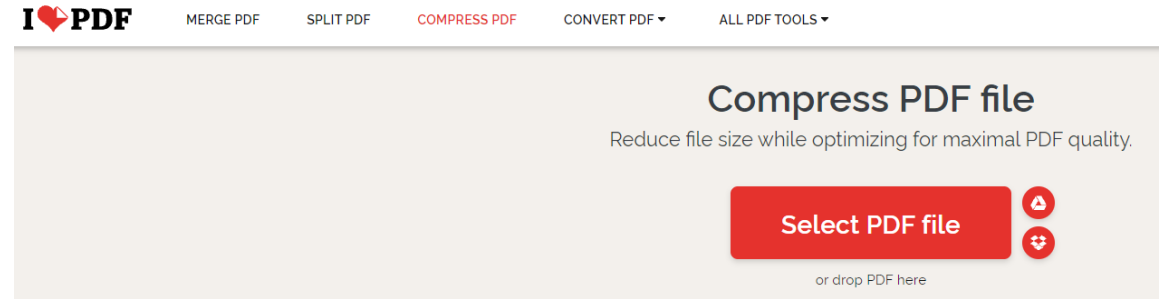 I PDF
MERGE PDF
SPLIT PDF
COMPRESS PDF
CONVERT PDF
ALL PDF TOOLS
Compress PDF file
Reduce file size while optimizing for maximal PDF quality.
Select PDF file
or drop PDF here